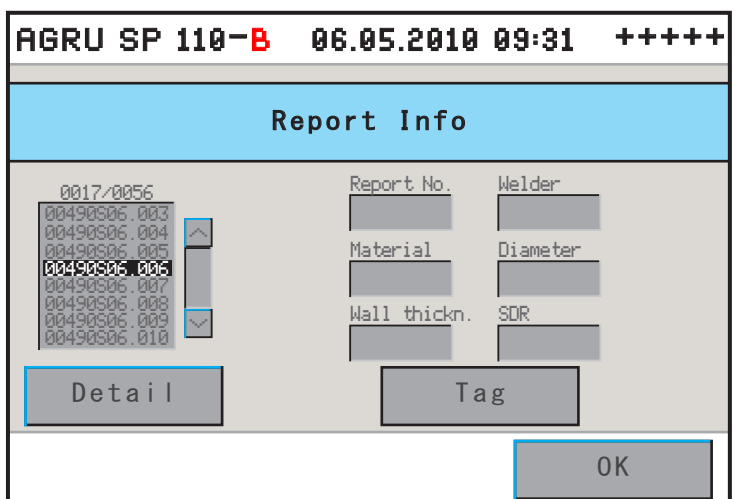 AGRU SP 110-B 06.05.2010 09:31 +++++
Report Info
0017/0056
00490S06.003
00490S06.004
00490S06.005
00490S06.006
00490S06.007
00490S06.008
00490S06.009
00490S06.010
Report No. Welder
Material Diameter
Wall thickn. SDR
Detail Tag
OK